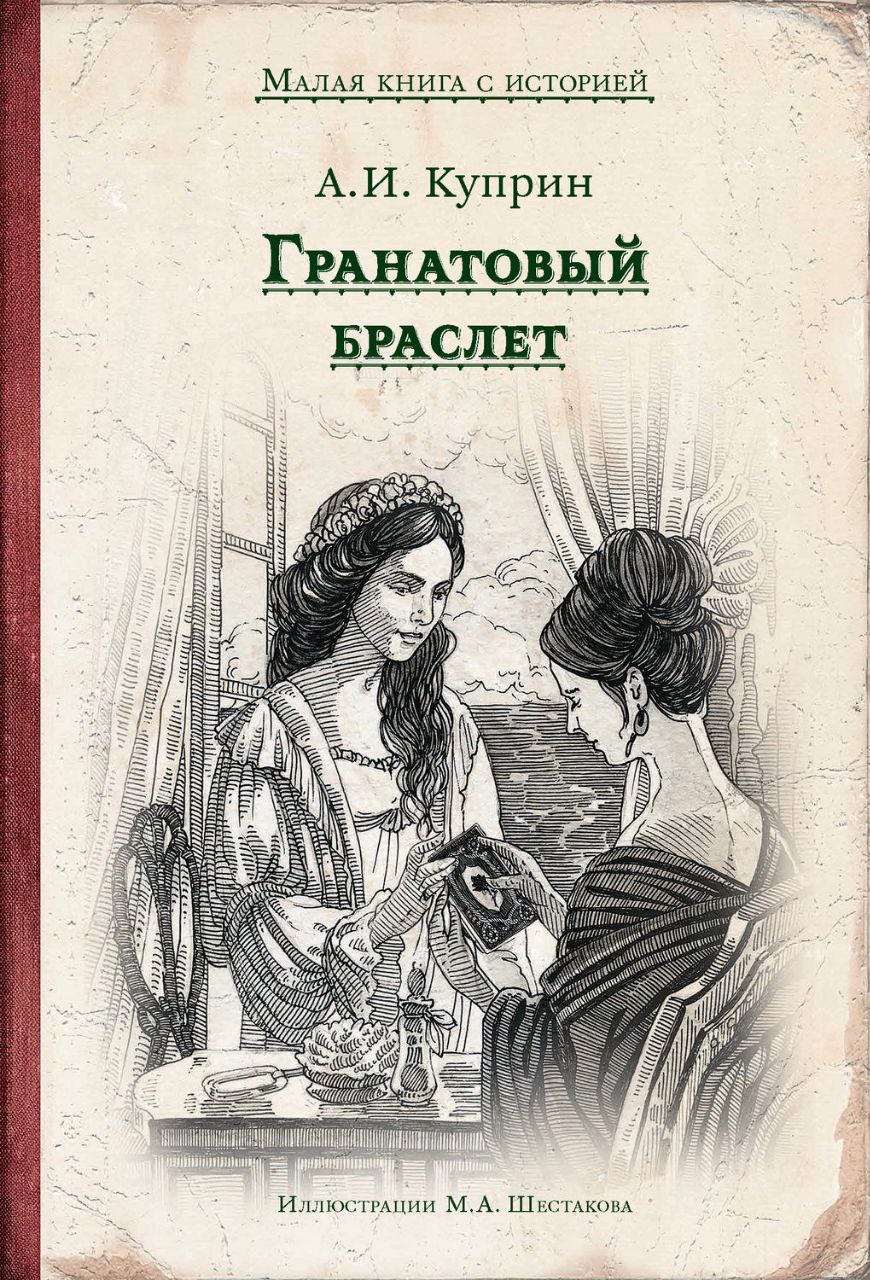 Малая книга с историей
А.И. Куприн
Гранатовый
браслет
Иллюстрации М.А. Шестакова